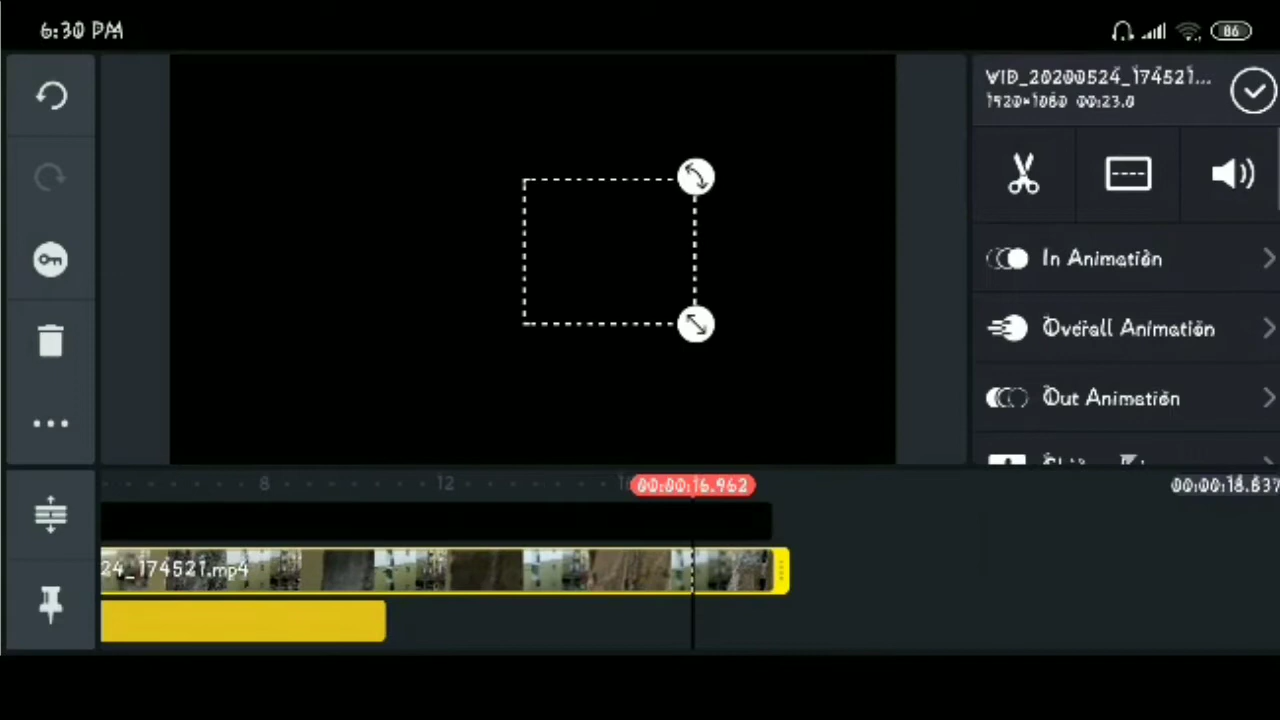 6:30 PM
86
VID_20200524_174521...
1920×1080 00:23.0
In Animation
Overall Animation
Out Animation
8
12
00:00:16.962
00:00:18.837
24_174521.mp4